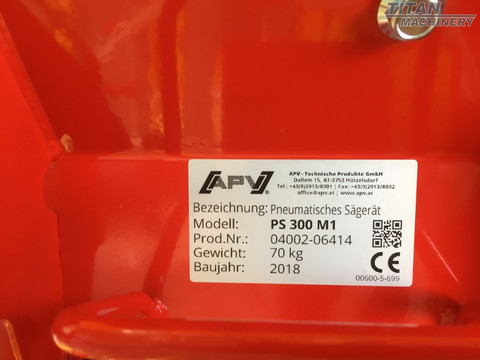 TITAN
MACHINERY
APV®
APV - Technische Produkte GmbH
Dallein 15, AT-3753 Hötzelsdorf
Tel.: +43(0)2913/8001 | Fax: +43(0)2913/8002
office@apv.at | www.apv.at
Bezeichnung: Pneumatisches Sägerät
Modell: PS 300 M1
Prod.Nr.: 04002-06414
Gewicht: 70 kg
Baujahr: 2018
CE
00600-5-699